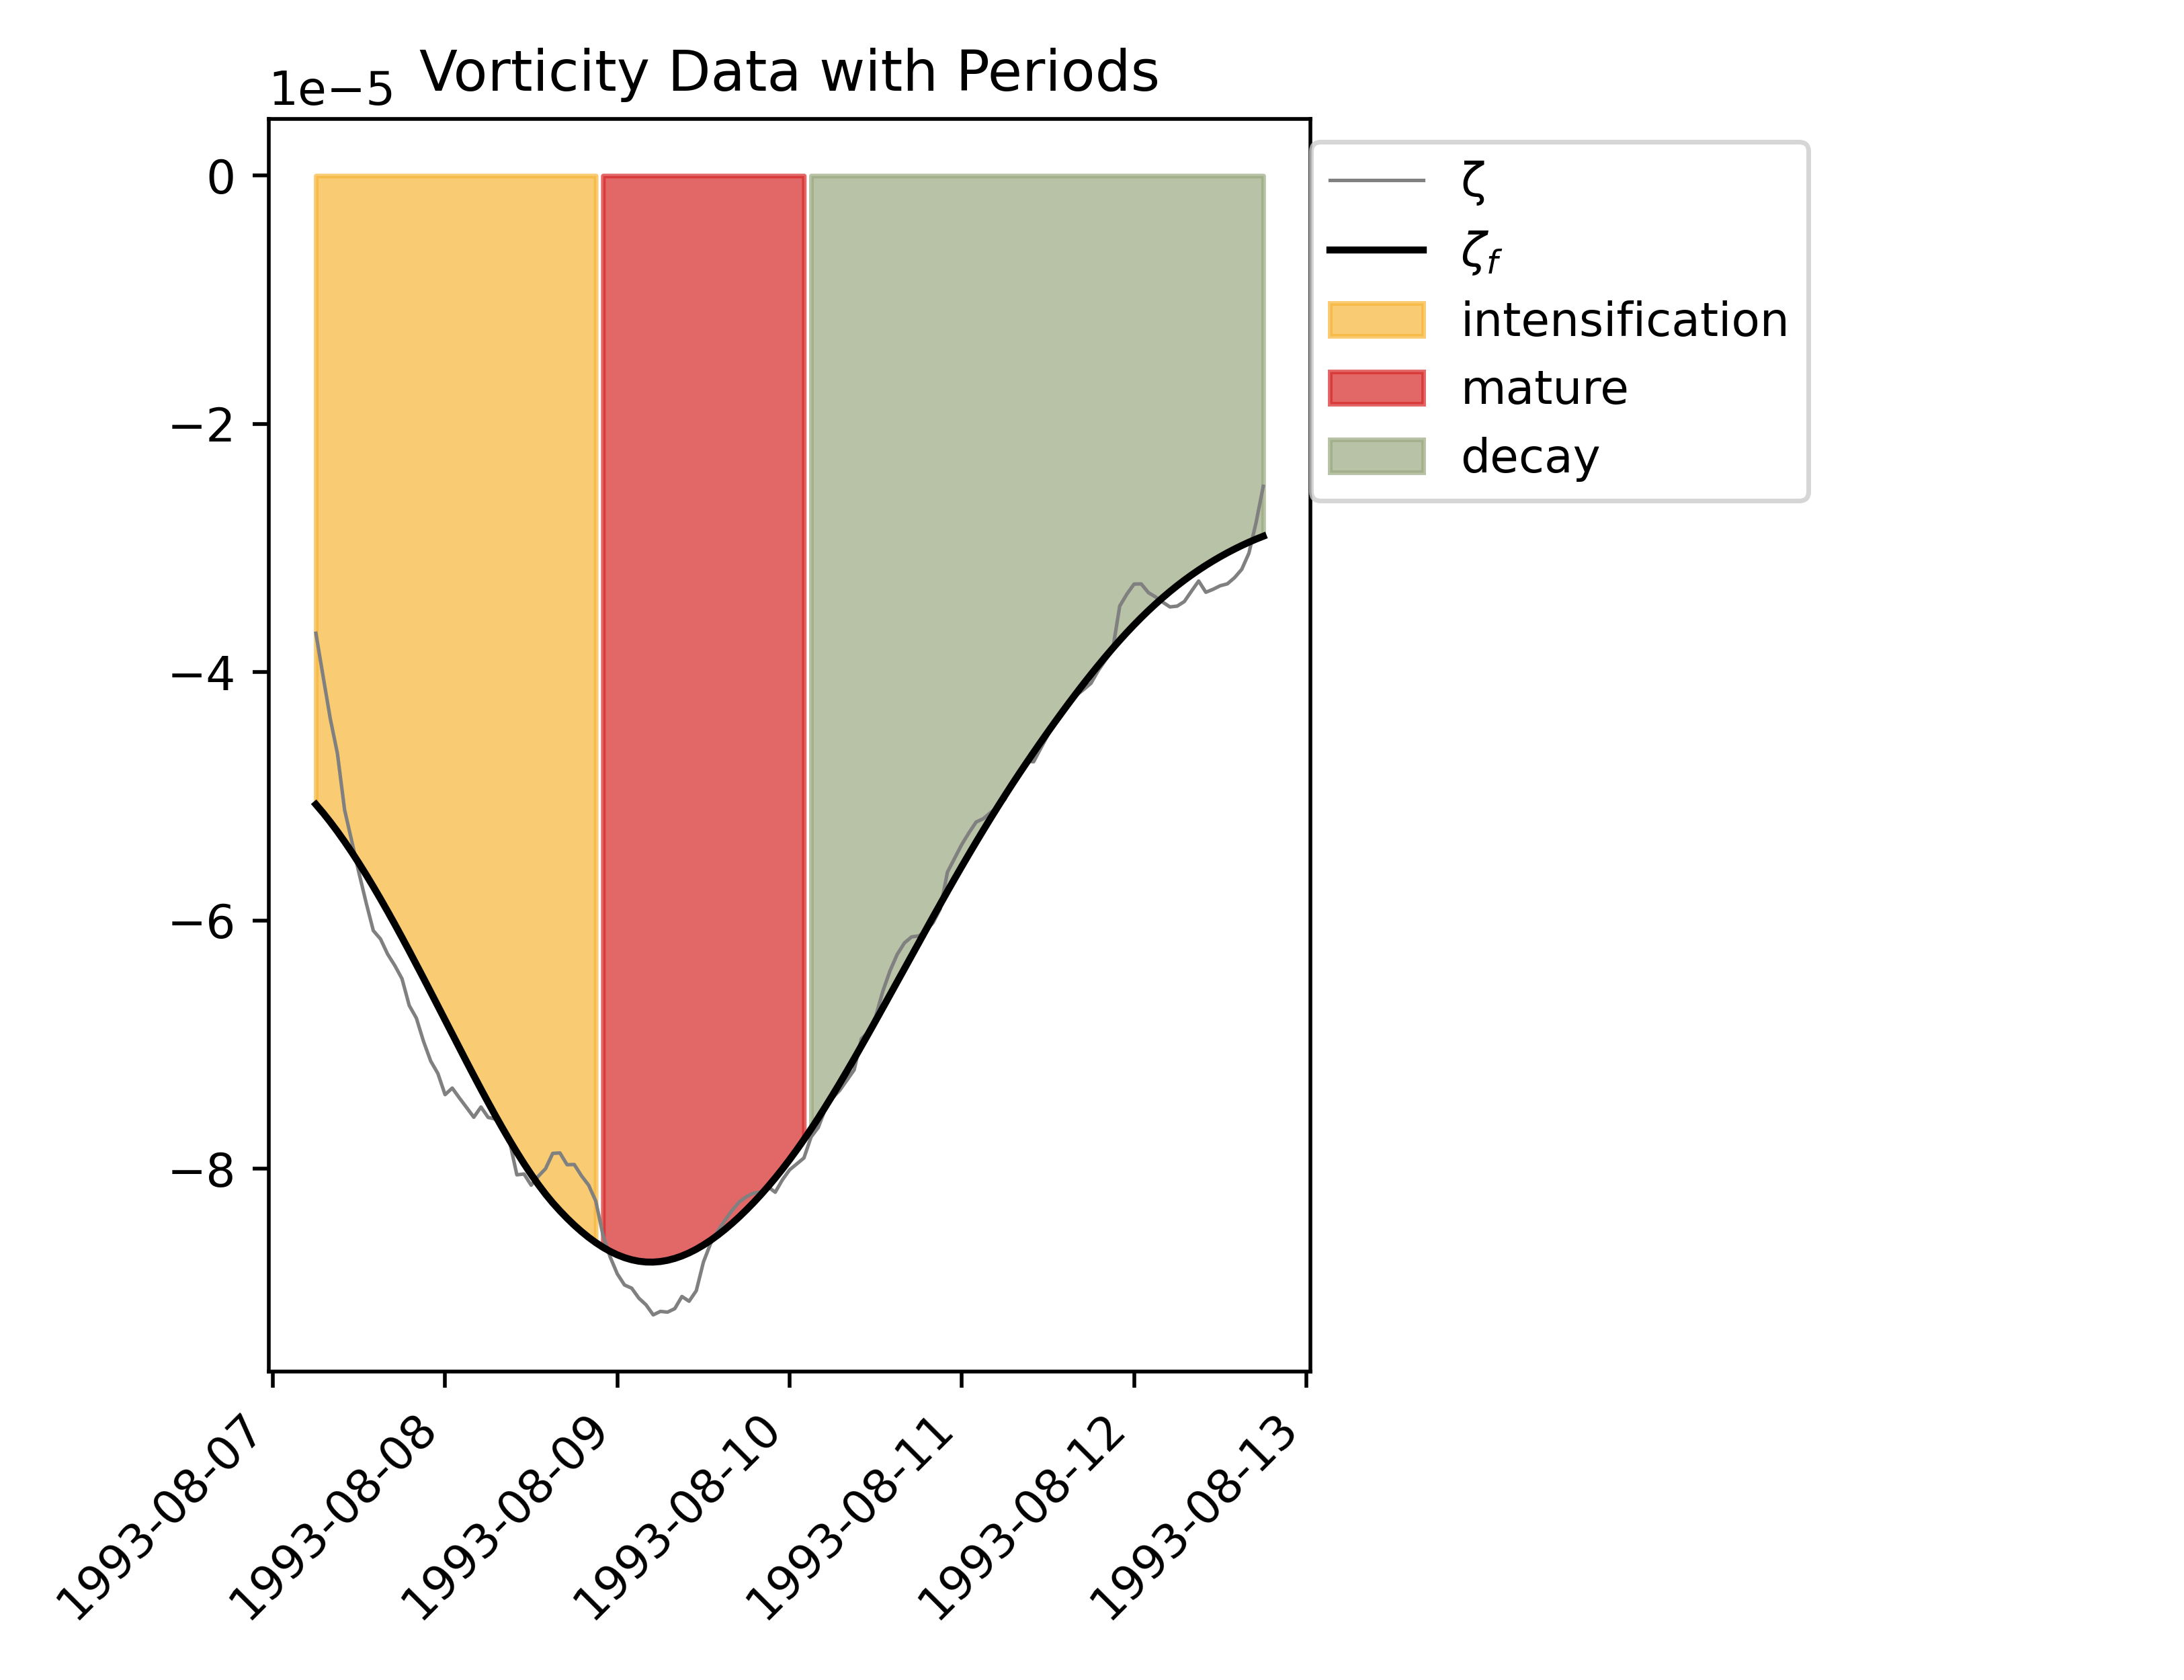 Vorticity Data with Periods
1e−5
0
−2
−4
−6
−8
1993-08-07
1993-08-08
1993-08-09
1993-08-10
1993-08-11
1993-08-12
1993-08-13
ζ
ζf
intensification
mature
decay